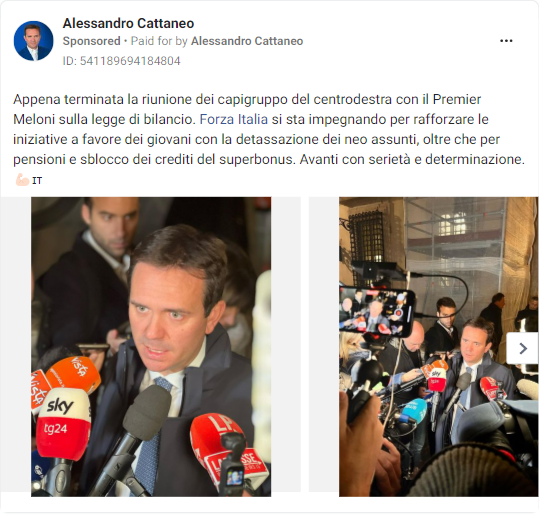 Alessandro Cattaneo
Sponsored • Paid for by Alessandro Cattaneo
ID: 541189694184804
Appena terminata la riunione dei capigruppo del centrodestra con il Premier
Meloni sulla legge di bilancio. Forza Italia si sta impegnando per rafforzare le
iniziative a favore dei giovani con la detassazione dei neo assunti, oltre che per
pensioni e sblocco dei crediti del superbonus. Avanti con serietà e determinazione.
💪🏻 IT
vista
vista
sky
tg24